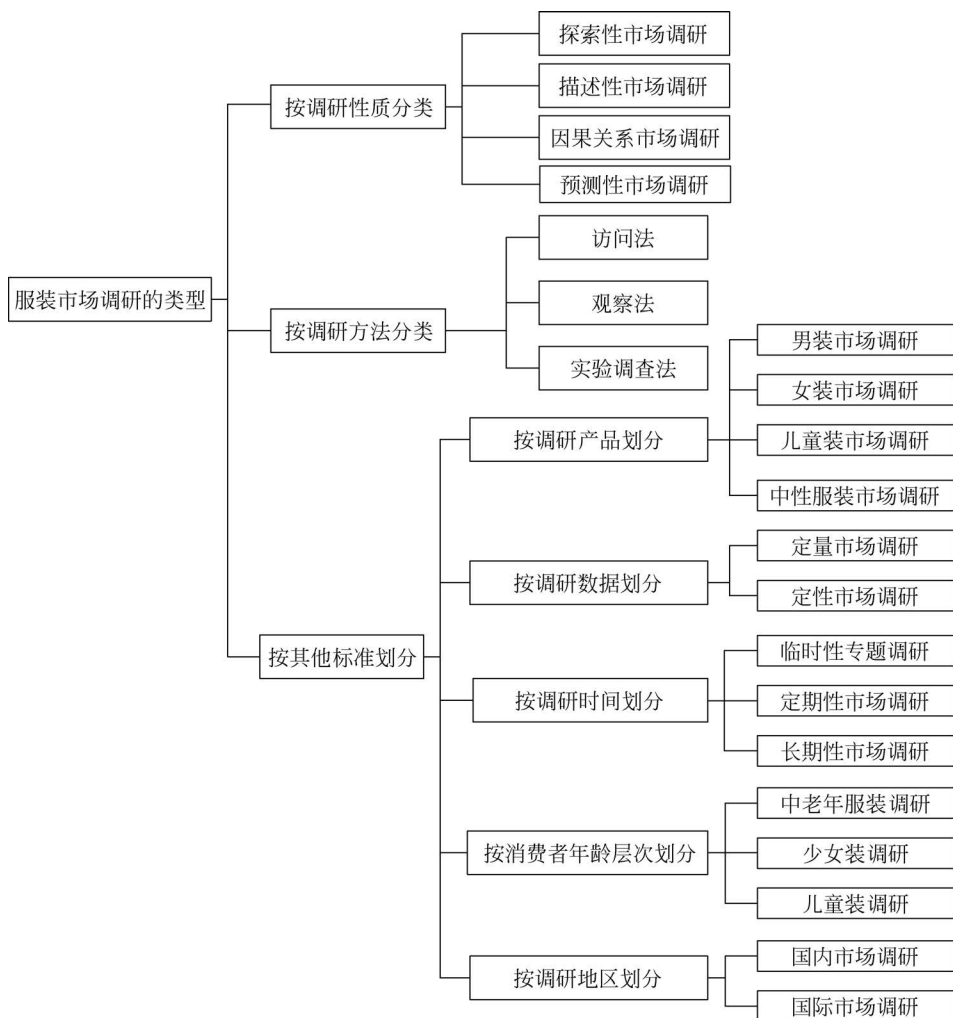 服装市场调研的类型
按调研性质分类
探索性市场调研
描述性市场调研
因果关系市场调研
预测性市场调研
按调研方法分类
访问法
观察法
实验调查法
按其他标准划分
按调研产品划分
男装市场调研
女装市场调研
儿童装市场调研
中性服装市场调研
按调研数据划分
定量市场调研
定性市场调研
按调研时间划分
临时性专题调研
定期性市场调研
长期性市场调研
按消费者年龄层次划分
中老年服装调研
少女装调研
儿童装调研
按调研地区划分
国内市场调研
国际市场调研